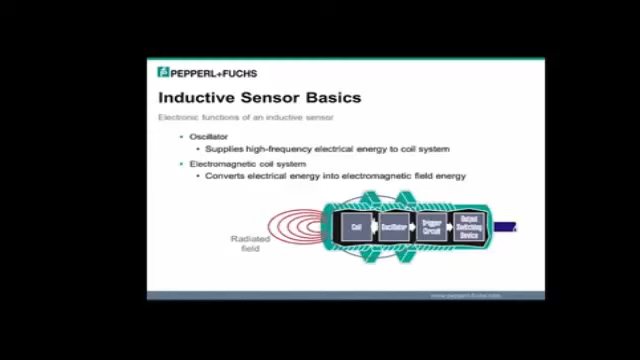 PEPPERL+FUCHS
Inductive Sensor Basics
Electronic functions of an inductive sensor
• Oscillator
• Supplies high-frequency electrical energy to coil system
• Electromagnetic coil system
• Converts electrical energy into electromagnetic field energy
Radiated
field
Coil
Oscillator
Trigger
Circuit
Output
Switching
Device
www.pepperl-fuchs.com